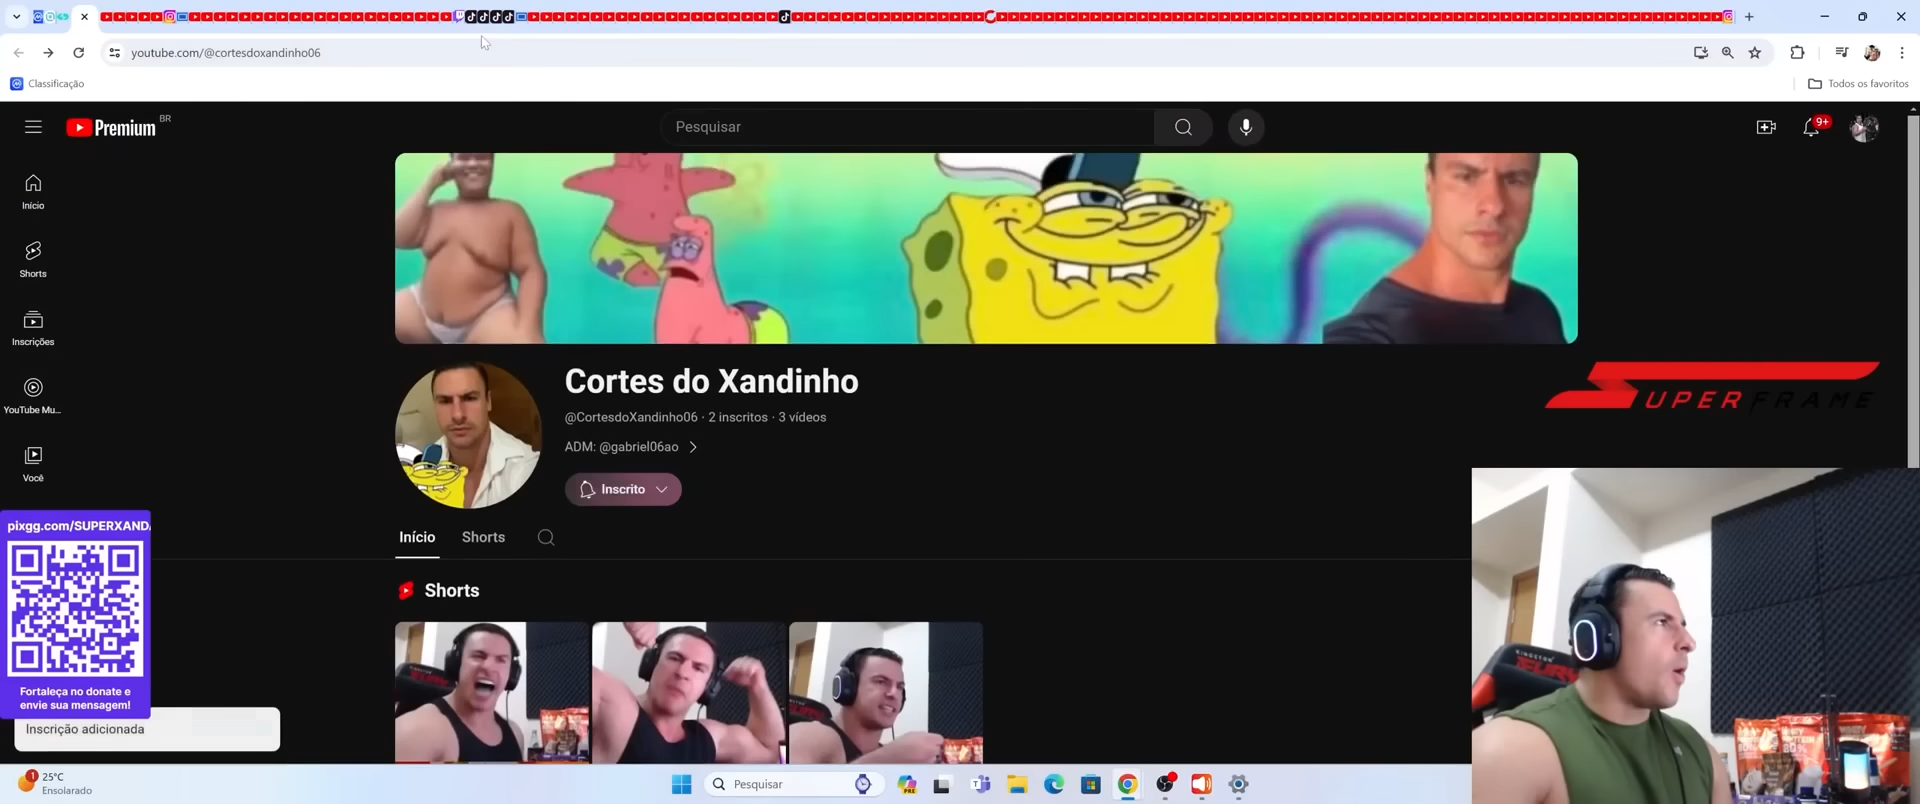 youtube.com/@cortesdoxandinho06
Classificação
Todos os favoritos
Premium BR
Pesquisar
9+
Início
Shorts
Inscrições
YouTube Mu...
Você
Cortes do Xandinho
@CortesdoXandinho06 · 2 inscritos · 3 vídeos
ADM: @gabriel06ao
Inscrito
SUPERFRAME
Início Shorts
Shorts
pixgg.com/SUPERXAND
Fortaleça no donate e
envie sua mensagem!
Inscrição adicionada
1
25°C
Ensolarado
Pesquisar
PRE